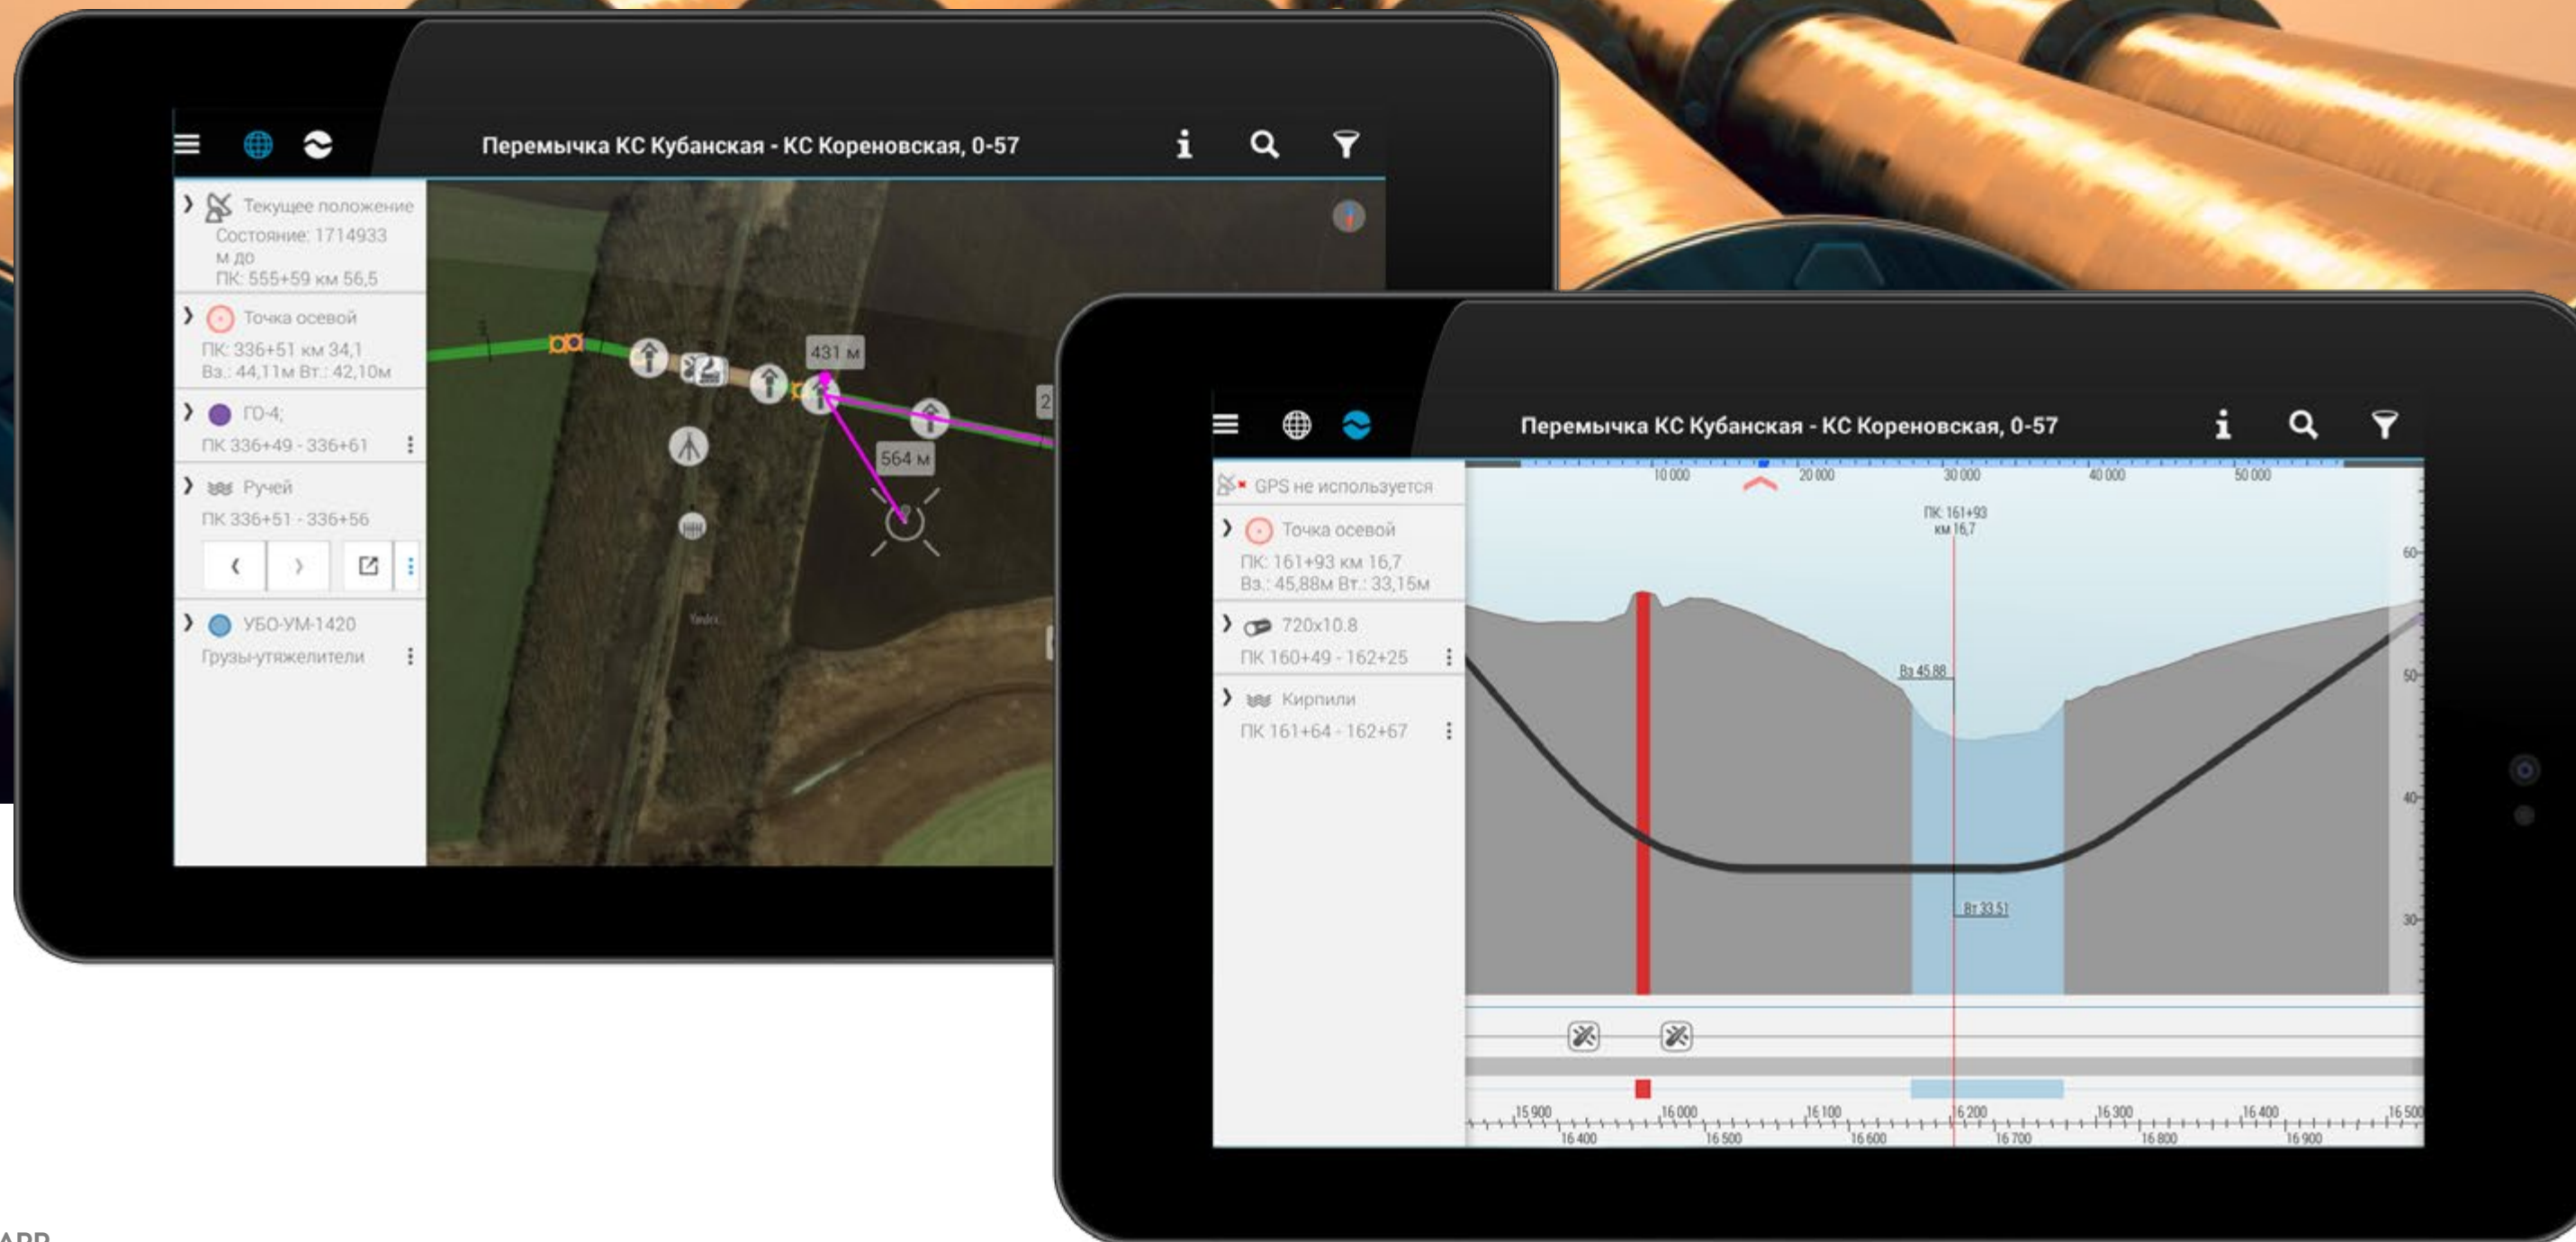 Перемычка КС Кубанская - КС Кореновская, 0-57
Текущее положение
Состояние: 1714933
м до
ПК: 555+59 км 56,5
Точка осевой
ПК: 336+51 км 34,1
Вз.: 44,11м Вт.: 42,10м
ГО-4;
ПК 336+49 - 336+61
Ручей
ПК 336+51 - 336+56
УБО-УМ-1420
Грузы-утяжелители
431 м
564 м
2
Перемычка КС Кубанская - КС Кореновская, 0-57
GPS не используется
Точка осевой
ПК: 161+93 км 16,7
Вз.: 45,88м Вт.: 33,15м
720x10.8
ПК 160+49 - 162+25
Кирпили
ПК 161+64 - 162+67
10 000 20 000 30 000 40 000 50 000
ПК: 161+93
км 16,7
60
Вз 45.88
50
40
Вт 33.51
30
15 900 16 000 16 100 16 200 16 300 16 400 16 500
16 400 16 500 16 600 16 700 16 800 16 900
APP